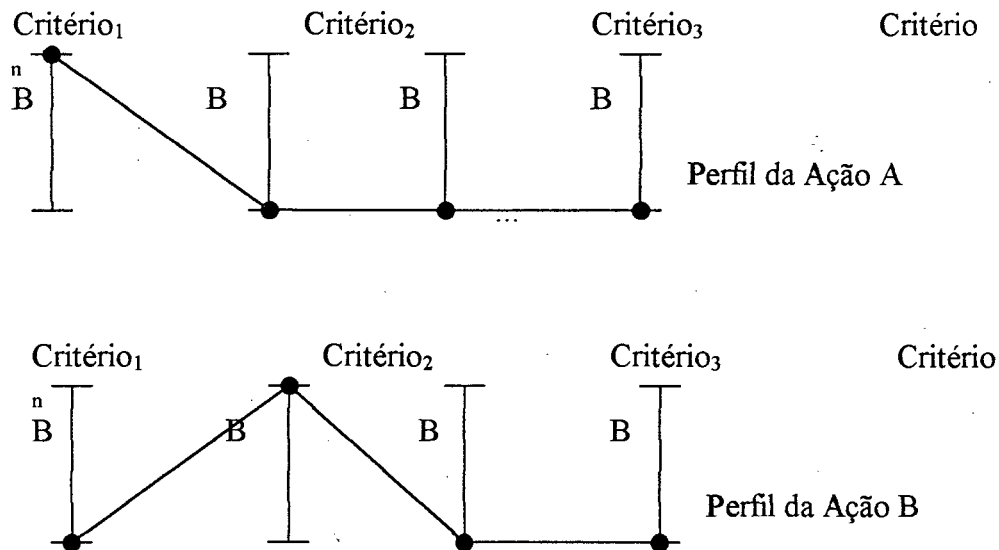 Critério₁ Critério₂ Critério₃ Critério
n
B B B B
Perfil da Ação A
...
Critério₁ Critério₂ Critério₃ Critério
n
B B B B
Perfil da Ação B